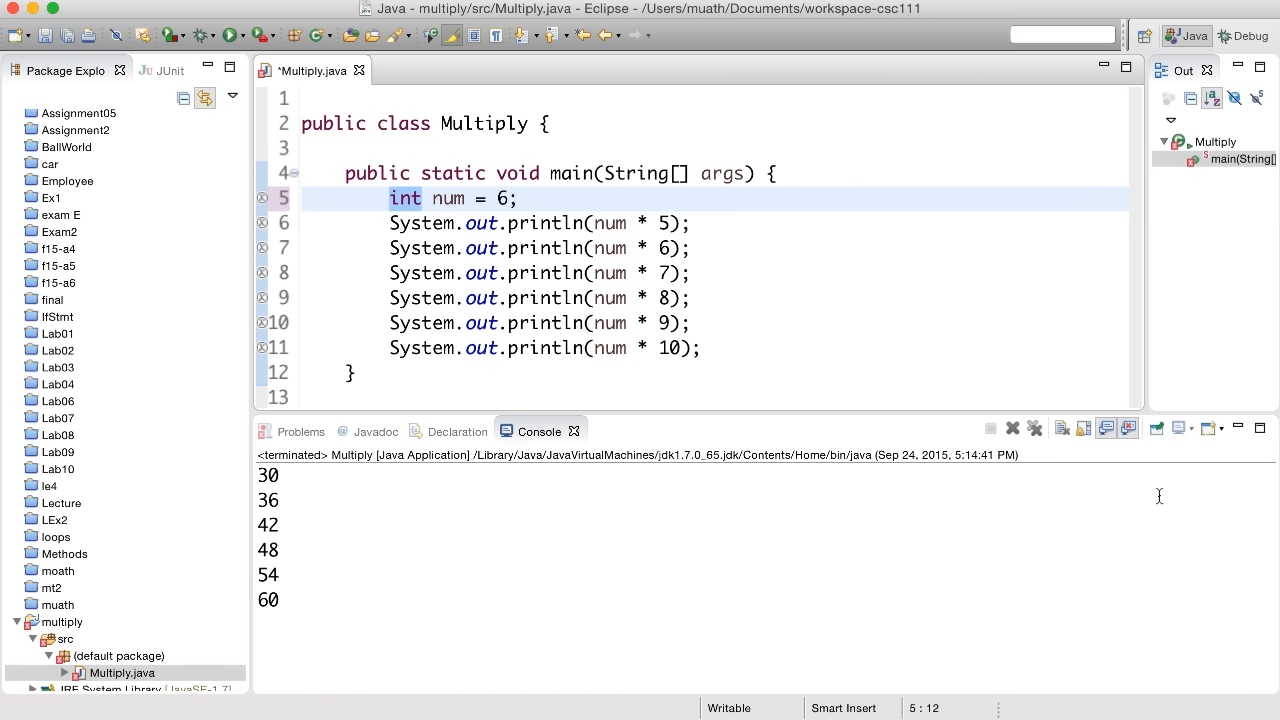 Java - multiply/src/Multiply.java - Eclipse - /Users/muath/Documents/workspace-csc111
Java
Debug
Package Explo
JUnit
*Multiply.java
Out
Assignment05
Assignment2
BallWorld
car
Employee
Ex1
exam E
Exam2
f15-a4
f15-a5
f15-a6
final
IfStmt
Lab01
Lab02
Lab03
Lab04
Lab06
Lab07
Lab08
Lab09
Lab10
le4
Lecture
LEx2
loops
Methods
moath
mt2
muath
multiply
src
(default package)
Multiply.java
JRE System Library [JavaSE-1.7]
1
2 public class Multiply {
3
4 public static void main(String[] args) {
5 int num = 6;
6 System.out.println(num * 5);
7 System.out.println(num * 6);
8 System.out.println(num * 7);
9 System.out.println(num * 8);
10 System.out.println(num * 9);
11 System.out.println(num * 10);
12 }
13
Multiply
main(String[]
Problems
Javadoc
Declaration
Console
<terminated> Multiply [Java Application] /Library/Java/JavaVirtualMachines/jdk1.7.0_65.jdk/Contents/Home/bin/java (Sep 24, 2015, 5:14:41 PM)
30
36
42
48
54
60
Writable
Smart Insert
5 : 12